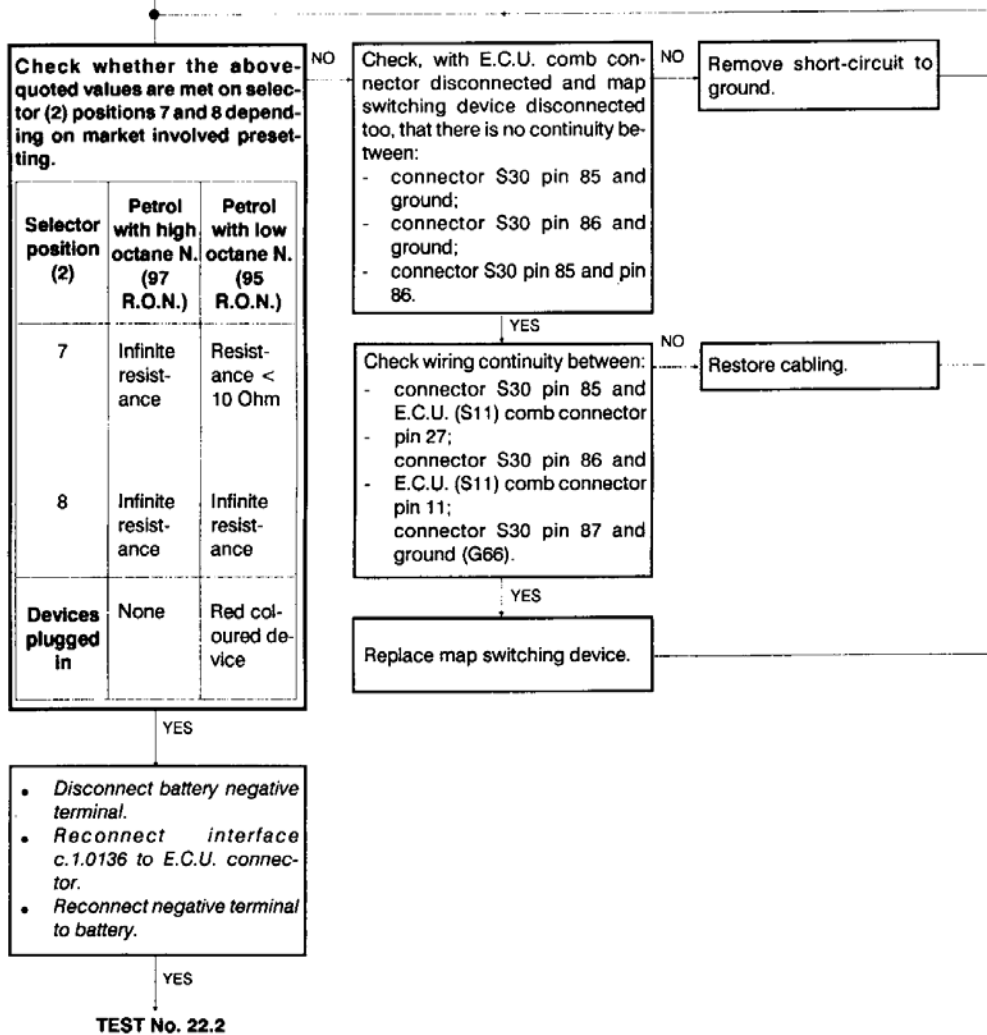 Check whether the above-
quoted values are met on selec-
tor (2) positions 7 and 8 depend-
ing on market involved preset-
ting.
Selector
position
(2)
Petrol
with high
octane N.
(97
R.O.N.)
Petrol
with low
octane N.
(95
R.O.N.)
7
Infinite
resist-
ance
Resist-
ance <
10 Ohm
8
Infinite
resist-
ance
Infinite
resist-
ance
Devices
plugged
in
None
Red col-
oured de-
vice
NO
Check, with E.C.U. comb con-
nector disconnected and map
switching device disconnected
too, that there is no continuity be-
tween:
- connector S30 pin 85 and
ground;
- connector S30 pin 86 and
ground;
- connector S30 pin 85 and pin
86.
NO
Remove short-circuit to
ground.
YES
Check wiring continuity between:
- connector S30 pin 85 and
E.C.U. (S11) comb connector
- pin 27;
connector S30 pin 86 and
- E.C.U. (S11) comb connector
pin 11;
connector S30 pin 87 and
ground (G66).
NO
Restore cabling.
YES
Replace map switching device.
YES
• Disconnect battery negative
terminal.
• Reconnect interface
c.1.0136 to E.C.U. connec-
tor.
• Reconnect negative terminal
to battery.
YES
TEST No. 22.2